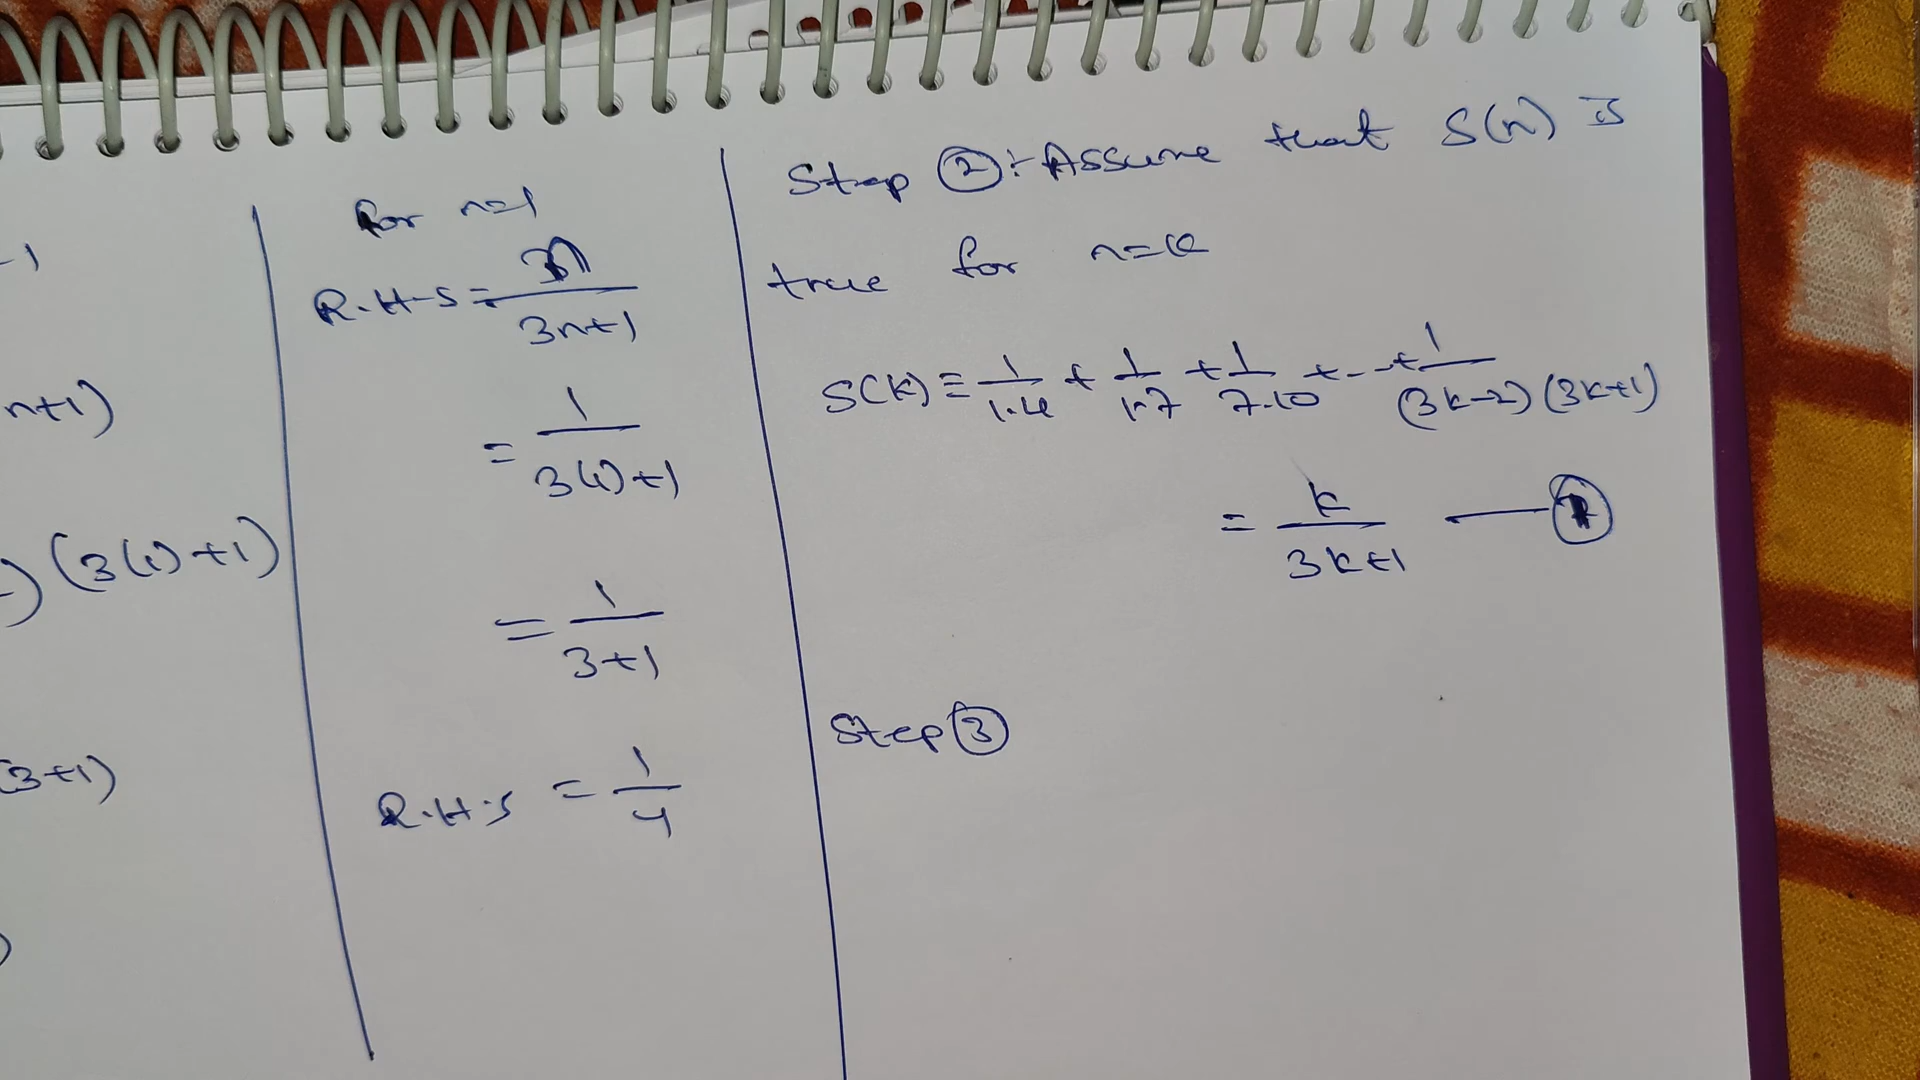 -1
n+1)
) (3(1)+1)
(3+1)
)
for n=1
R.H-S = n/3n+1
= 1/3(1)+1
= 1/3+1
R.H.S = 1/4
Step ② :- Assume that S(n) is
true for n=k
S(k) = 1/1.4 + 1/1.7 + 1/7.10 + - - + 1/(3k-2)(3k+1)
= k/3k+1 — ①
Step ③